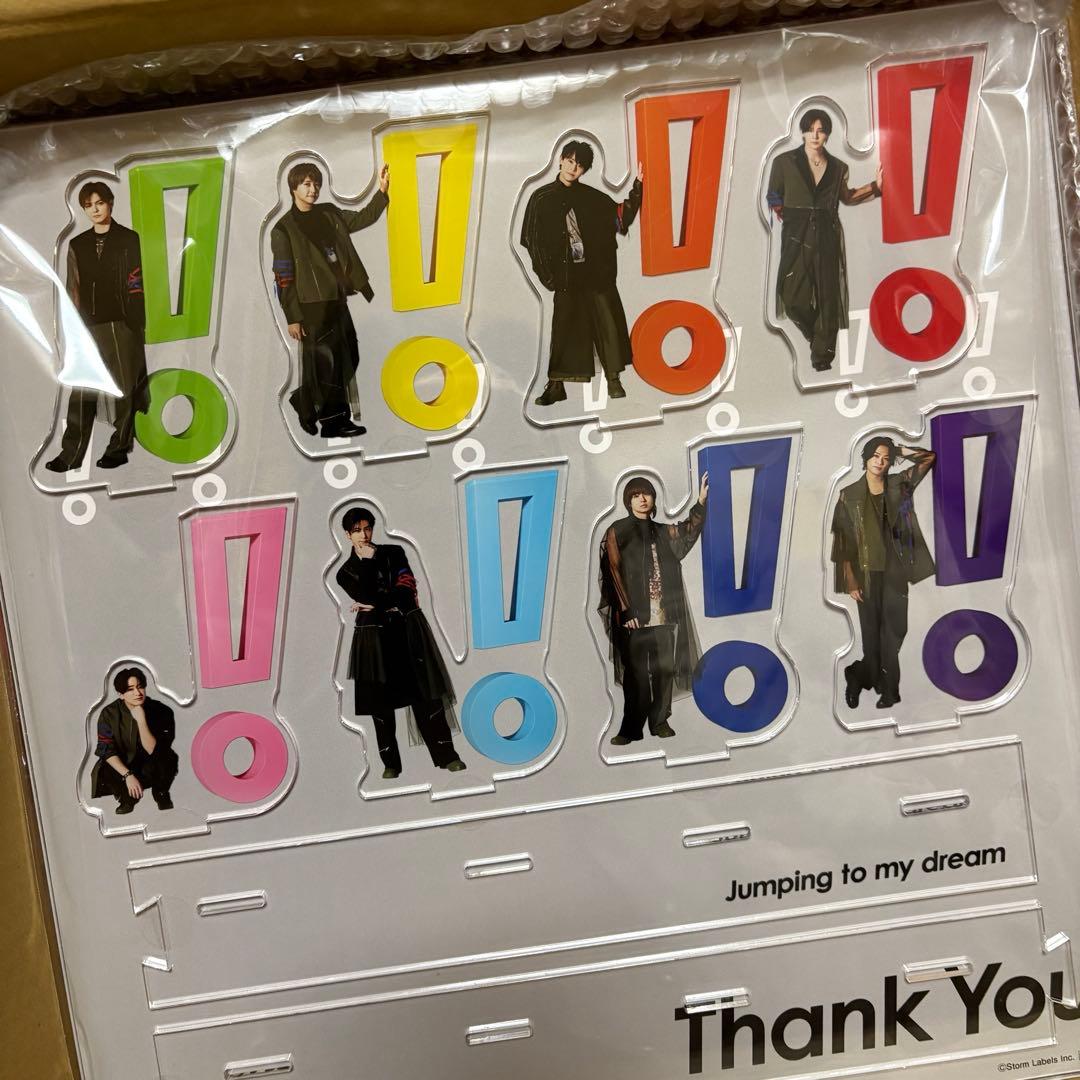 Jumping to my dream
Thank You
©Storm Labels Inc.